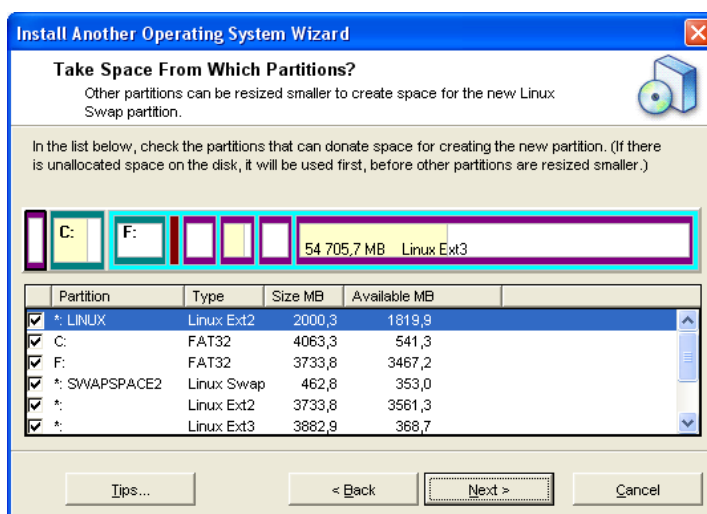 Install Another Operating System Wizard
Take Space From Which Partitions?
Other partitions can be resized smaller to create space for the new Linux
Swap partition.
In the list below, check the partitions that can donate space for creating the new partition. (If there
is unallocated space on the disk, it will be used first, before other partitions are resized smaller.)
C: F: 54 705,7 MB Linux Ext3
Partition Type Size MB Available MB
*: LINUX Linux Ext2 2000,3 1819,9
C: FAT32 4063,3 541,3
F: FAT32 3733,8 3467,2
*: SWAPSPACE2 Linux Swap 462,8 353,0
*: Linux Ext2 3733,8 3561,3
*: Linux Ext3 3882,9 368,7
Tips... < Back Next > Cancel